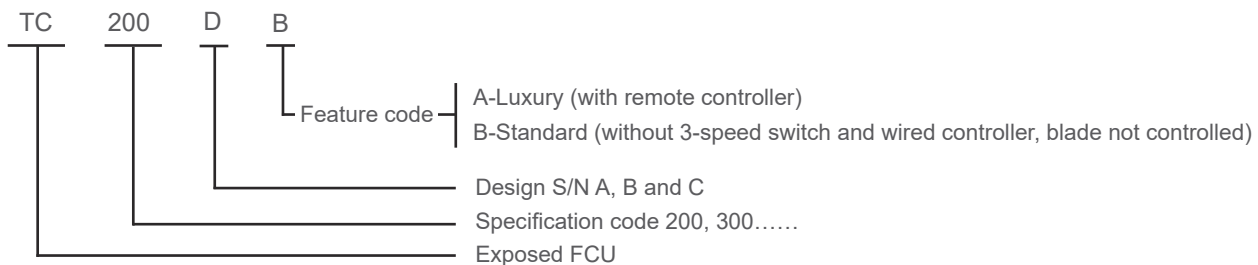 TC 200 D B
A-Luxury (with remote controller)
Feature code
B-Standard (without 3-speed switch and wired controller, blade not controlled)
Design S/N A, B and C
Specification code 200, 300......
Exposed FCU